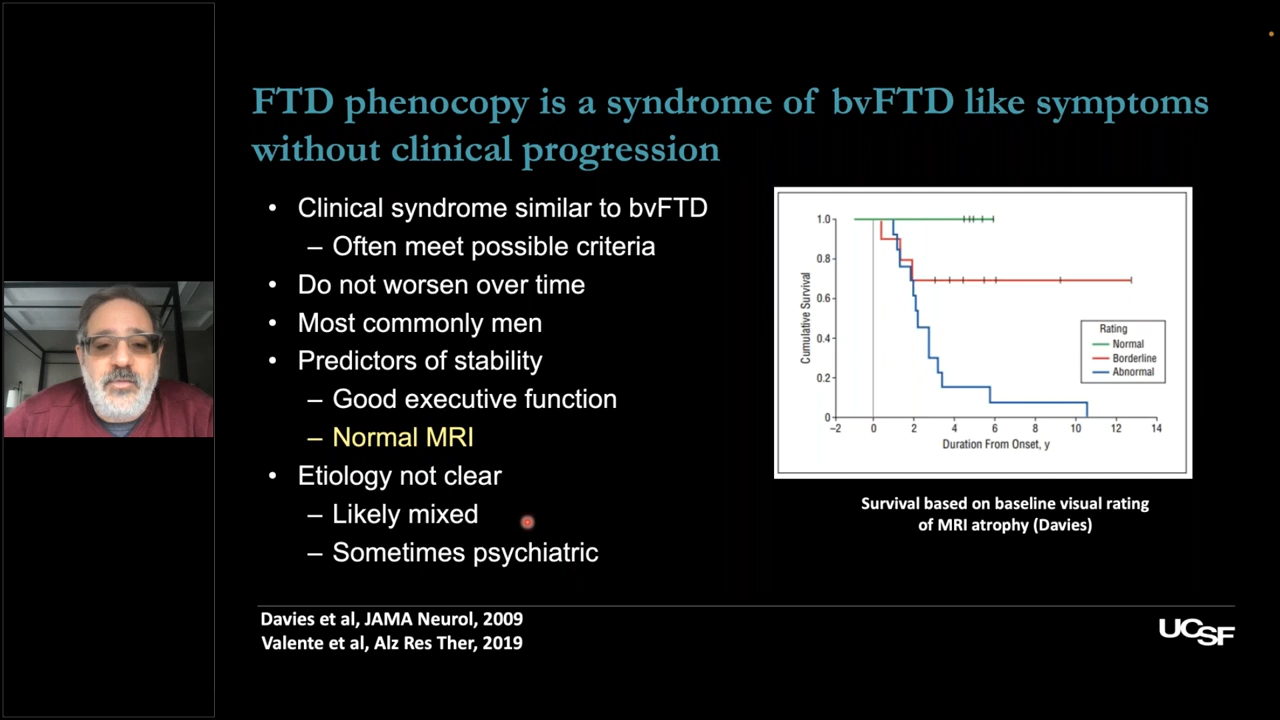 FTD phenocopy is a syndrome of bvFTD like symptoms
without clinical progression
• Clinical syndrome similar to bvFTD
– Often meet possible criteria
• Do not worsen over time
• Most commonly men
• Predictors of stability
– Good executive function
– Normal MRI
• Etiology not clear
– Likely mixed
– Sometimes psychiatric
1.0
0.8
0.6
0.4
0.2
0
Cumulative Survival
−2 0 2 4 6 8 10 12 14
Duration From Onset, y
Rating
Normal
Borderline
Abnormal
Survival based on baseline visual rating
of MRI atrophy (Davies)
Davies et al, JAMA Neurol, 2009
Valente et al, Alz Res Ther, 2019
UCSF